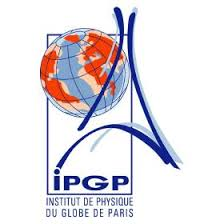 iPGP
INSTITUT DE PHYSIQUE
DU GLOBE DE PARIS